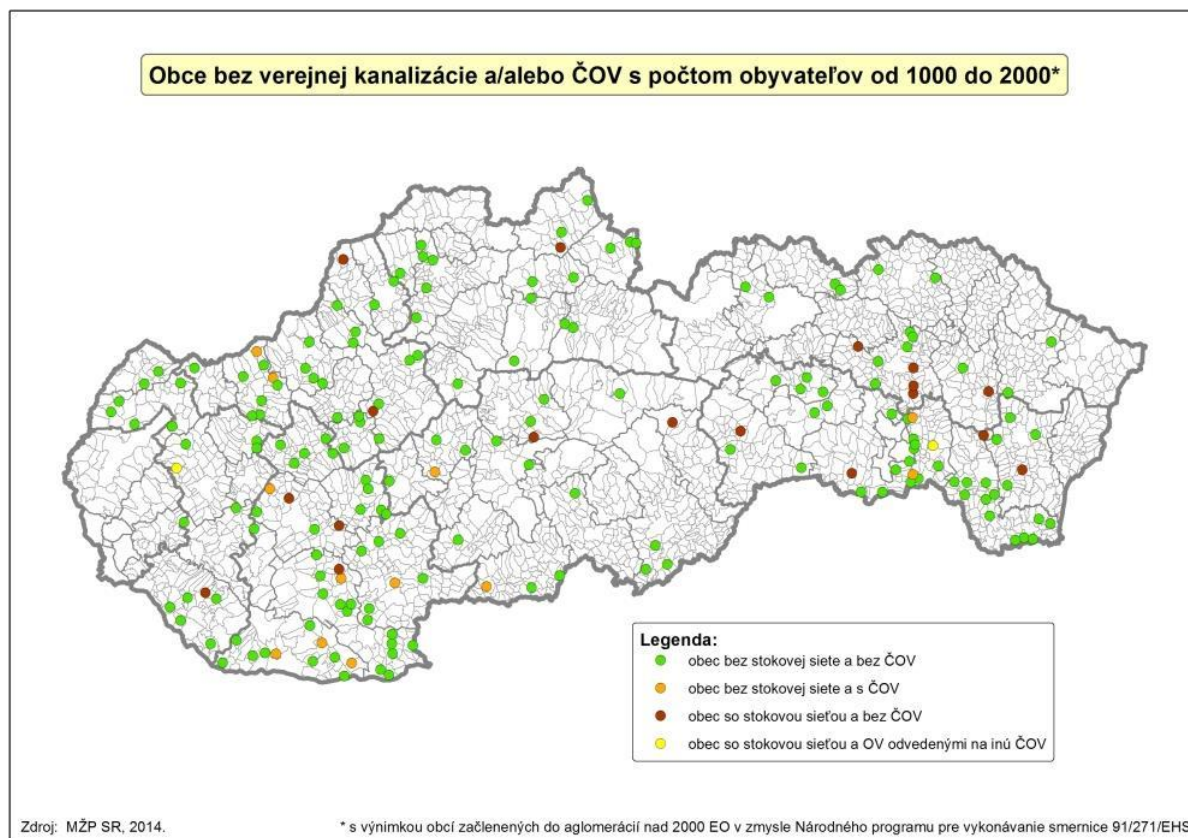 Obce bez verejnej kanalizácie a/alebo ČOV s počtom obyvateľov od 1000 do 2000*
Legenda:
obec bez stokovej siete a bez ČOV
obec bez stokovej siete a s ČOV
obec so stokovou sieťou a bez ČOV
obec so stokovou sieťou a OV odvedenými na inú ČOV
Zdroj: MŽP SR, 2014.
* s výnimkou obcí začlenených do aglomerácií nad 2000 EO v zmysle Národného programu pre vykonávanie smernice 91/271/EHS